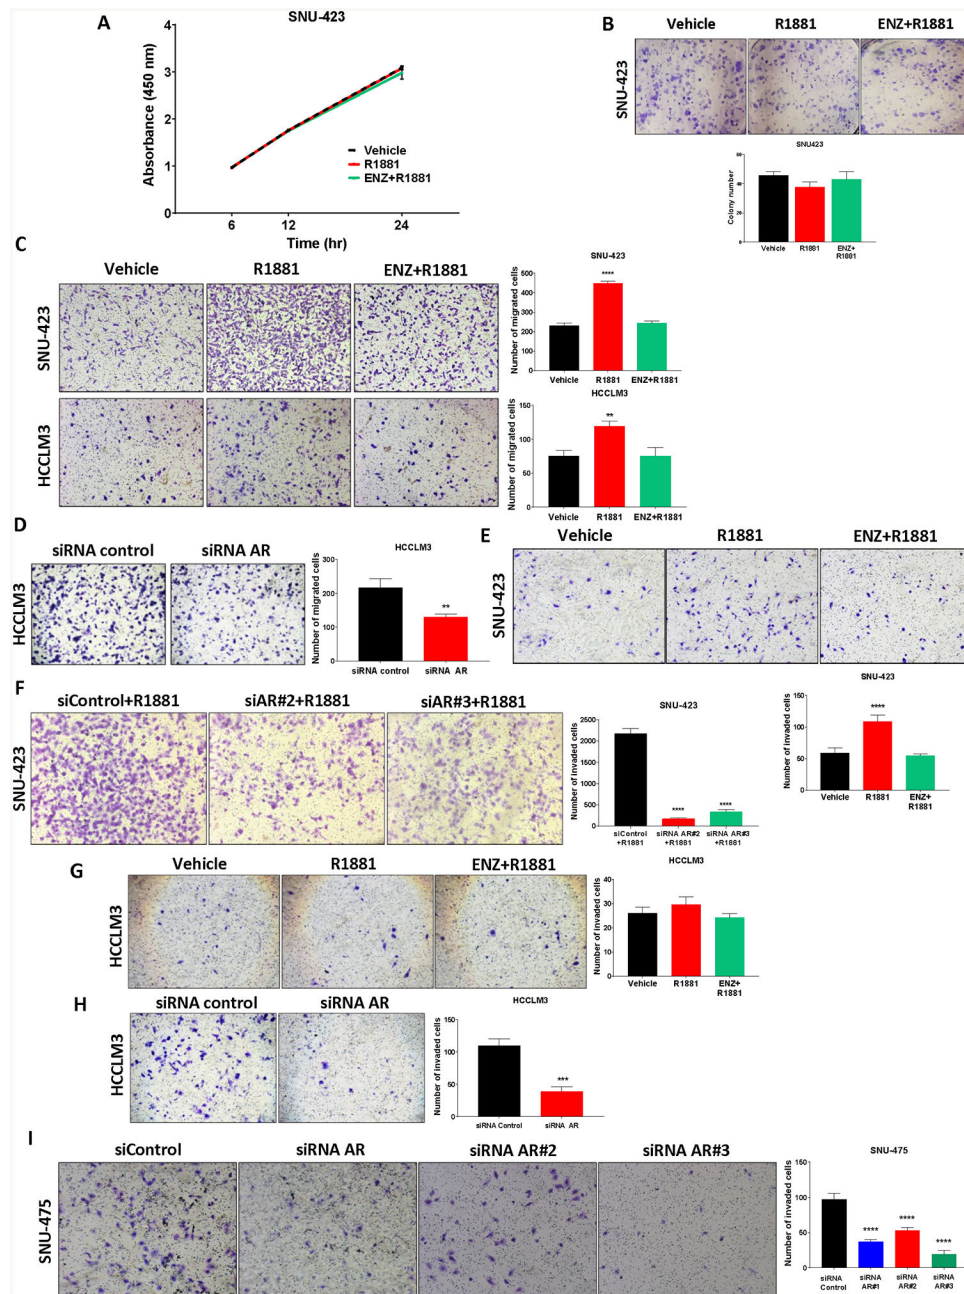 A
SNU-423
Absorbance (450 nm)
4
3
2
1
0
Vehicle
R1881
ENZ+R1881
6
12
24
Time (hr)
B
Vehicle
R1881
ENZ+R1881
SNU-423
SNU423
Colony number
60
40
20
0
Vehicle
R1881
ENZ+
R1881
C
Vehicle
R1881
ENZ+R1881
SNU-423
HCCLM3
SNU-423
Number of migrated cells
500
400
300
200
100
0
****
Vehicle
R1881
ENZ+R1881
HCCLM3
Number of migrated cells
150
100
50
0
**
Vehicle
R1881
ENZ+R1881
D
siRNA control
siRNA AR
HCCLM3
HCCLM3
Number of migrated cells
300
200
100
0
**
siRNA control
siRNA AR
E
Vehicle
R1881
ENZ+R1881
SNU-423
SNU-423
Number of invaded cells
150
100
50
0
****
Vehicle
R1881
ENZ+
R1881
F
siControl+R1881
siAR#2+R1881
siAR#3+R1881
SNU-423
SNU-423
Number of invaded cells
2500
2000
1500
1000
500
0
****
****
siControl
+R1881
siRNA AR#2
+R1881
siRNA AR#3
+R1881
G
Vehicle
R1881
ENZ+R1881
HCCLM3
HCCLM3
Number of invaded cells
40
30
20
10
0
Vehicle
R1881
ENZ+
R1881
H
siRNA control
siRNA AR
HCCLM3
HCCLM3
Number of invaded cells
150
100
50
0
***
siRNA Control
siRNA AR
I
siControl
siRNA AR
siRNA AR#2
siRNA AR#3
SNU-475
SNU-475
Number of invaded cells
150
100
50
0
****
****
****
siRNA
Control
siRNA
AR#1
siRNA
AR#2
siRNA
AR#3